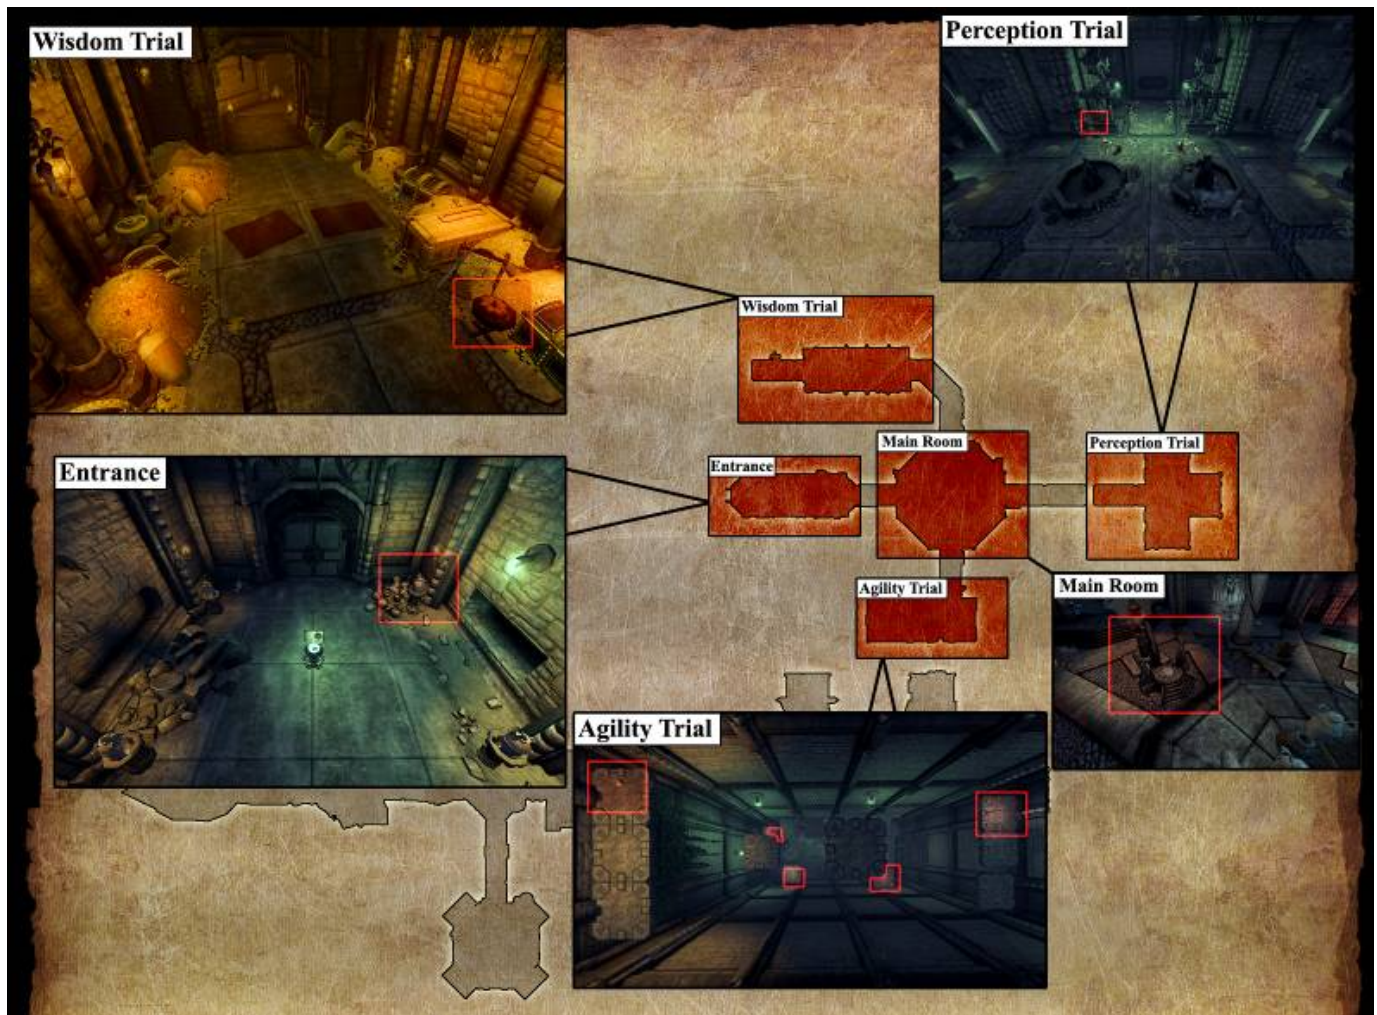 Wisdom Trial
Perception Trial
Wisdom Trial
Main Room
Perception Trial
Entrance
Entrance
Agility Trial
Main Room
Agility Trial